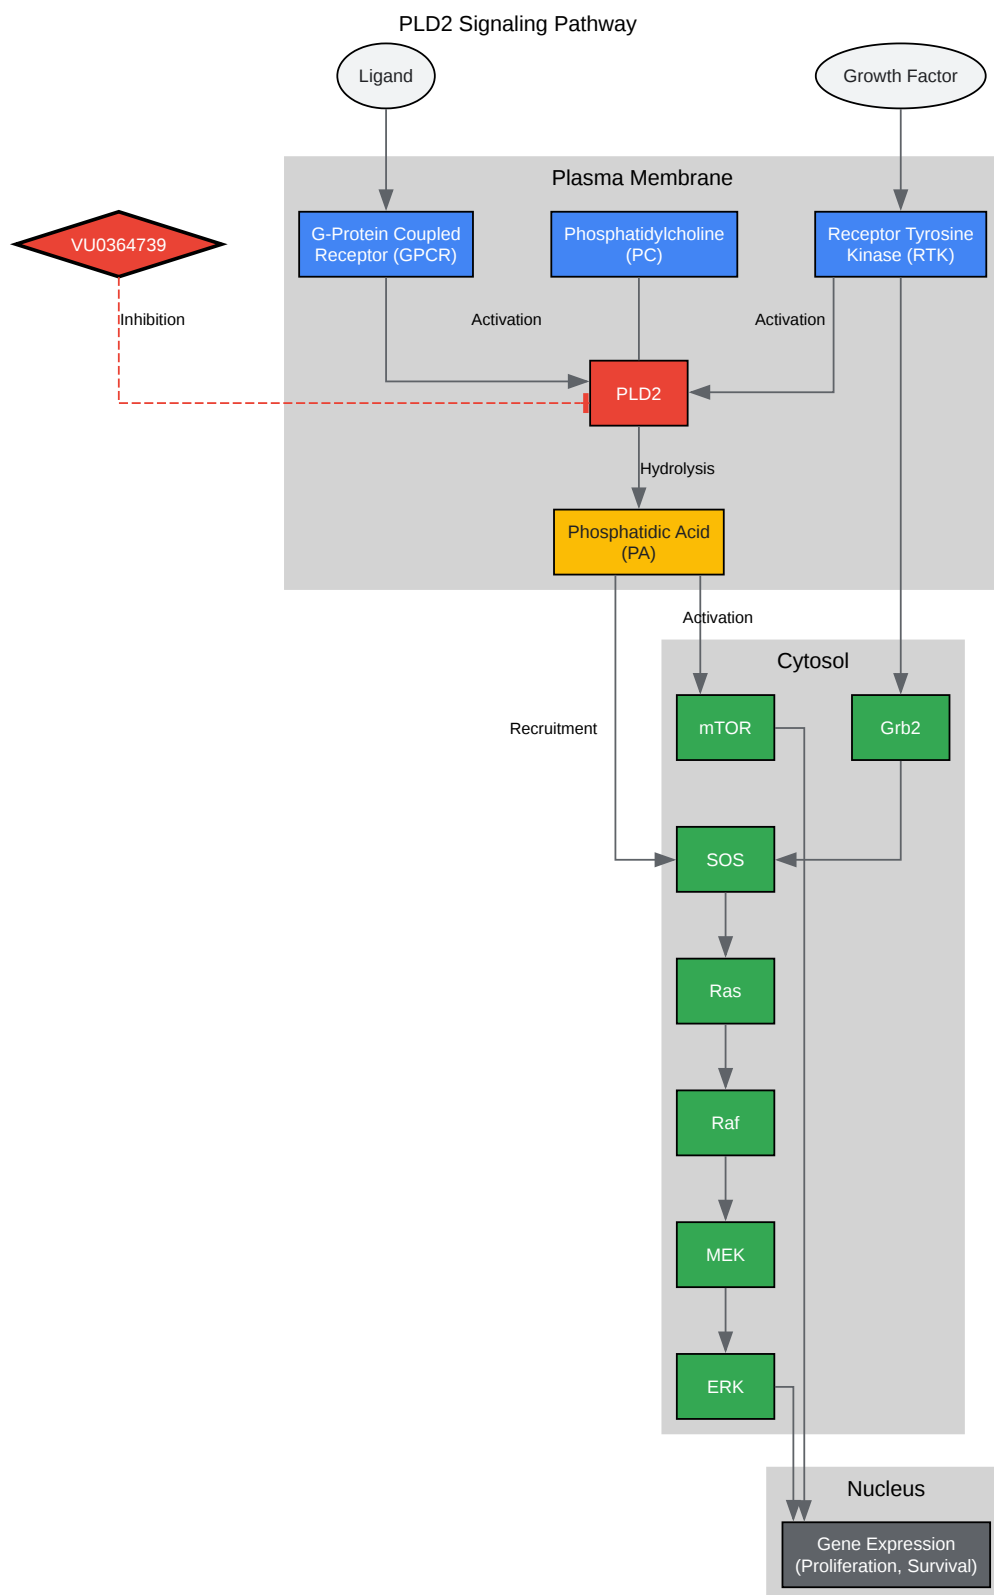 PLD2 Signaling Pathway
Ligand
Growth Factor
Plasma Membrane
VU0364739
G-Protein Coupled
Receptor (GPCR)
Phosphatidylcholine
(PC)
Receptor Tyrosine
Kinase (RTK)
Inhibition
Activation
Activation
PLD2
Hydrolysis
Phosphatidic Acid
(PA)
Activation
Cytosol
Recruitment
mTOR
Grb2
SOS
Ras
Raf
MEK
ERK
Nucleus
Gene Expression
(Proliferation, Survival)